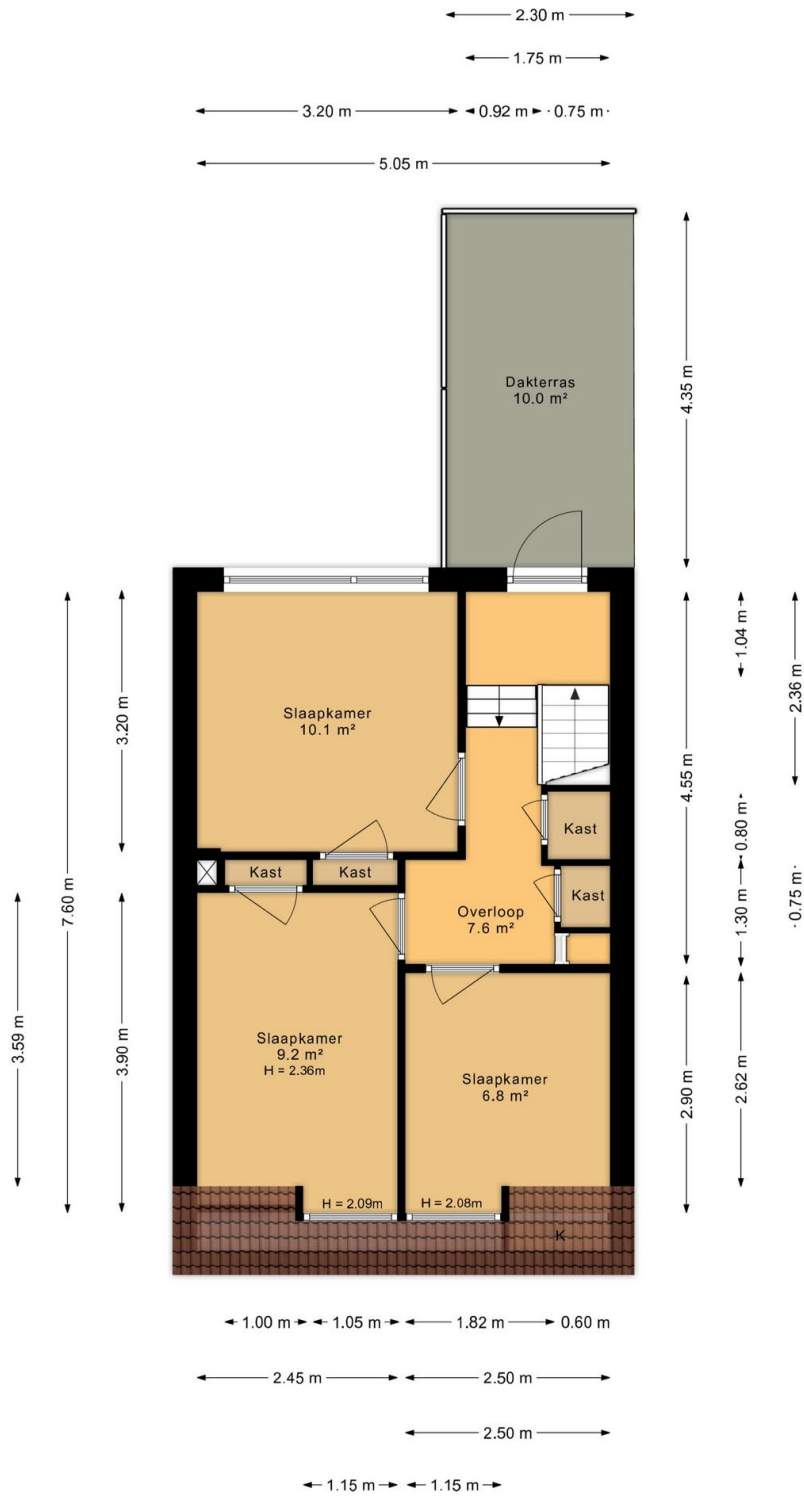 2.30 m
1.75 m
3.20 m
0.92 m
0.75 m
5.05 m
Dakterras
10.0 m²
4.35 m
1.04 m
2.36 m
3.20 m
Slaapkamer
10.1 m²
4.55 m
Kast
0.80 m
Kast
Kast
Kast
7.60 m
0.75 m
1.30 m
Overloop
7.6 m²
3.59 m
3.90 m
Slaapkamer
9.2 m²
H = 2.36m
Slaapkamer
6.8 m²
2.90 m
2.62 m
H = 2.09m
H = 2.08m
K
1.00 m
1.05 m
1.82 m
0.60 m
2.45 m
2.50 m
2.50 m
1.15 m
1.15 m